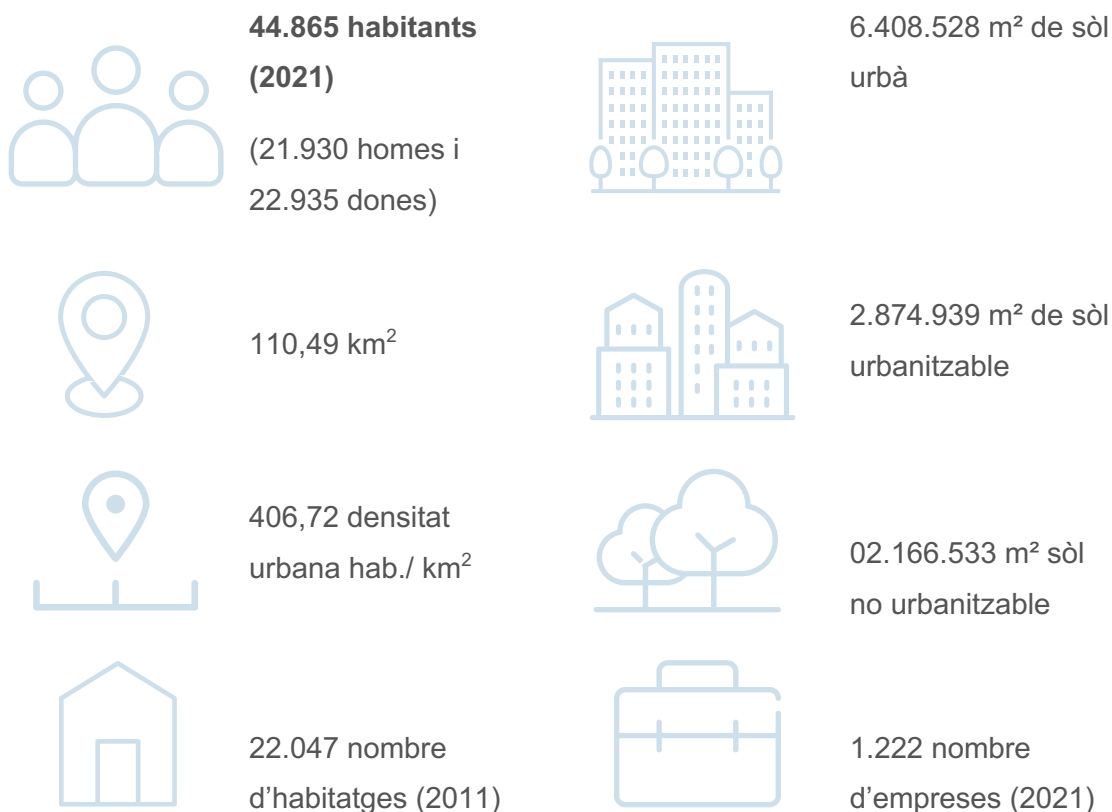 44.865 habitants
(2021)
(21.930 homes i
22.935 dones)
6.408.528 m² de sòl
urbà
110,49 km²
2.874.939 m² de sòl
urbanitzable
406,72 densitat
urbana hab./ km²
02.166.533 m² sòl
no urbanitzable
22.047 nombre
d’habitatges (2011)
1.222 nombre
d’empreses (2021)